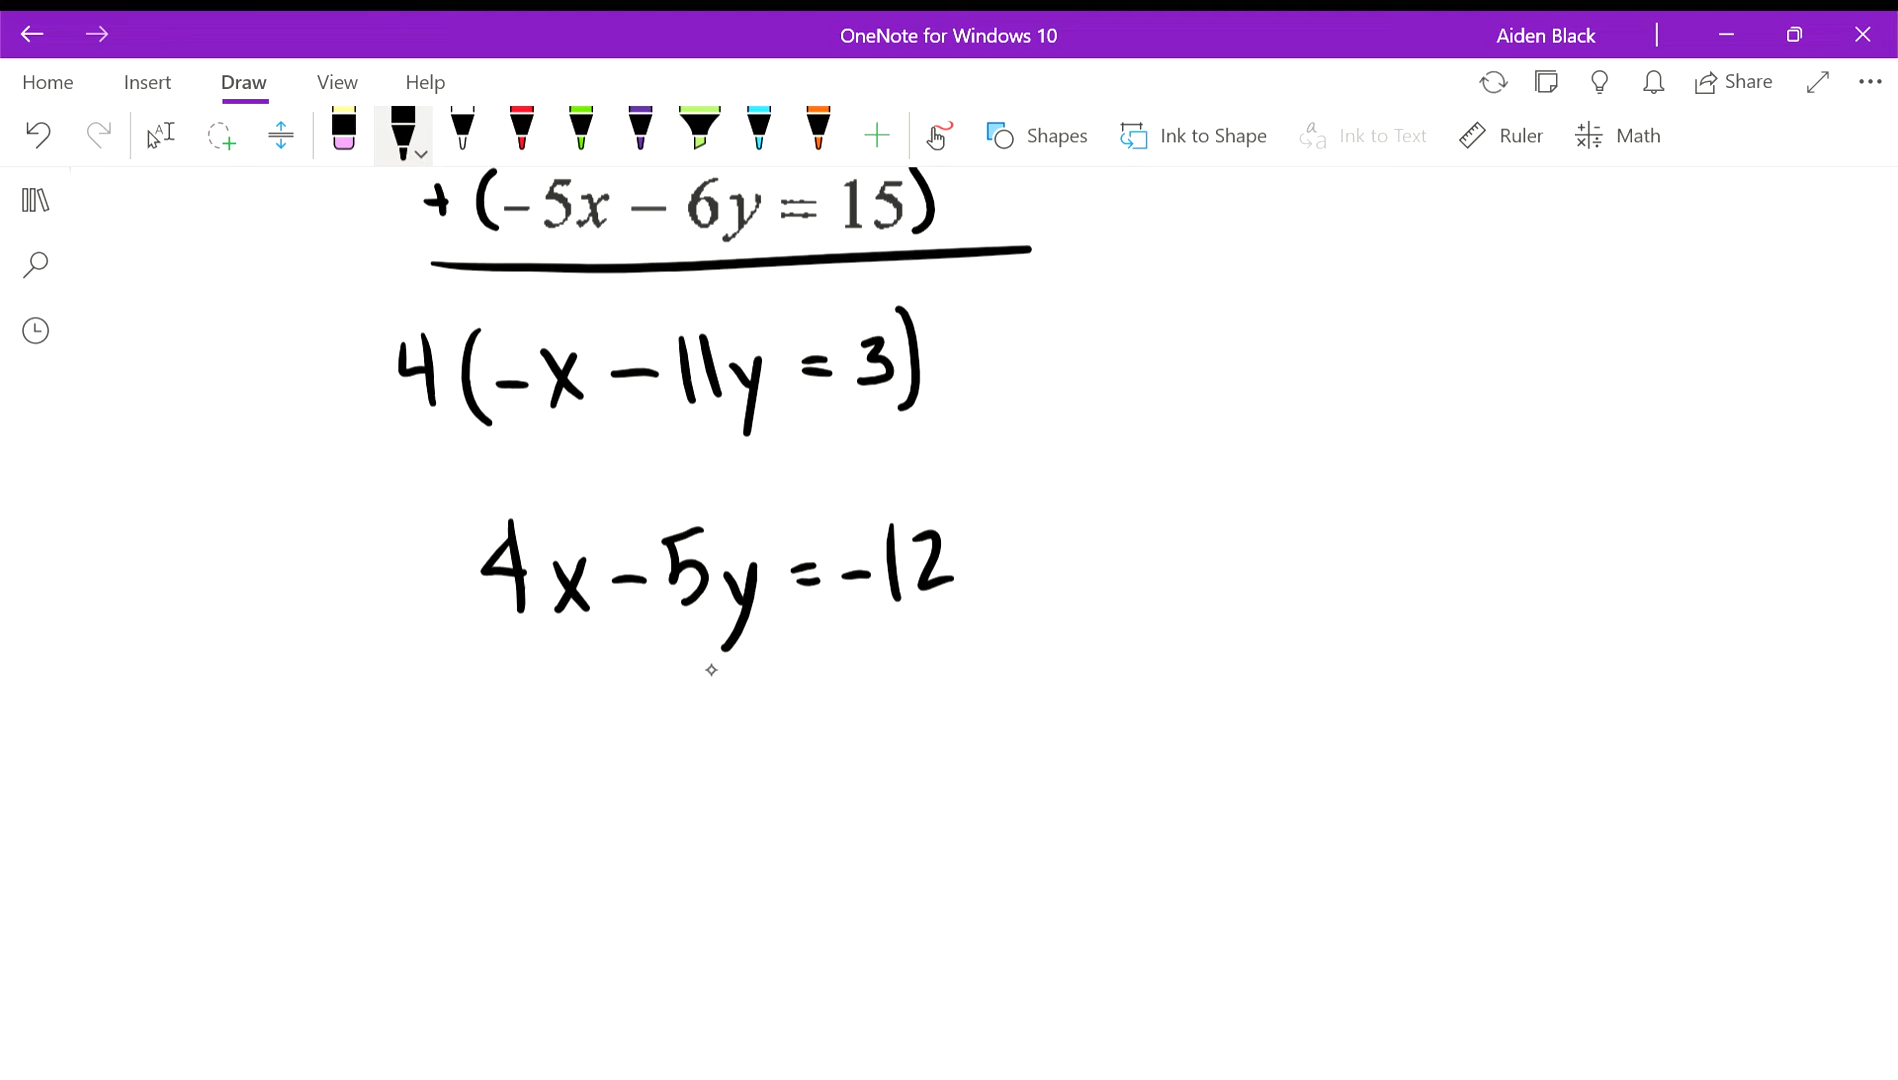 OneNote for Windows 10
Aiden Black
Home Insert Draw View Help Share
Shapes Ink to Shape Ink to Text Ruler Math
+ (-5x – 6y = 15)
4(-x – 11y = 3)
4x – 5y = -12